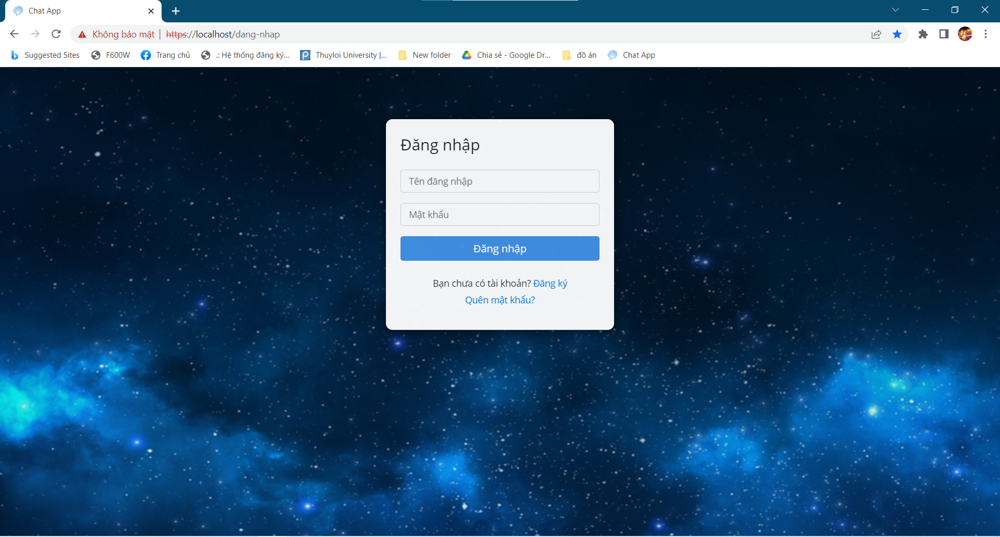 Chat App
Không bảo mật | https://localhost/dang-nhap
Suggested Sites F600W Trang chủ .: Hệ thống đăng ký... Thuyloi University |... New folder Chia sẻ - Google Dr... đồ án Chat App
Đăng nhập
Tên đăng nhập
Mật khẩu
Đăng nhập
Bạn chưa có tài khoản? Đăng ký
Quên mật khẩu?